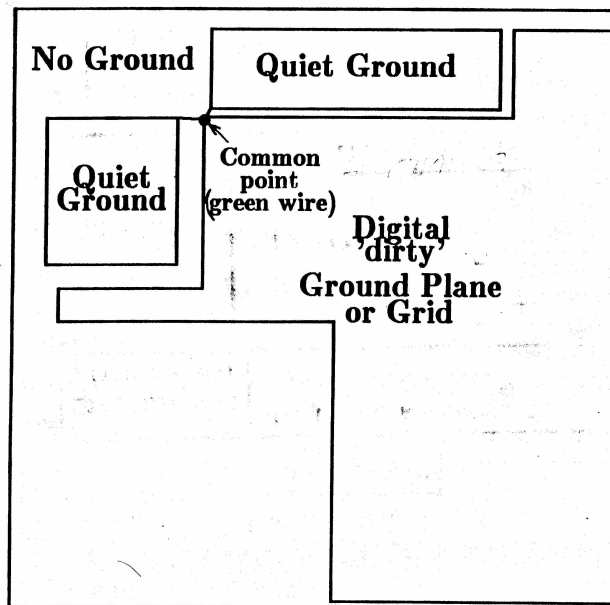 No Ground
Quiet Ground
Quiet
Ground
Common
point
(green wire)
Digital
'dirty'
Ground Plane
or Grid